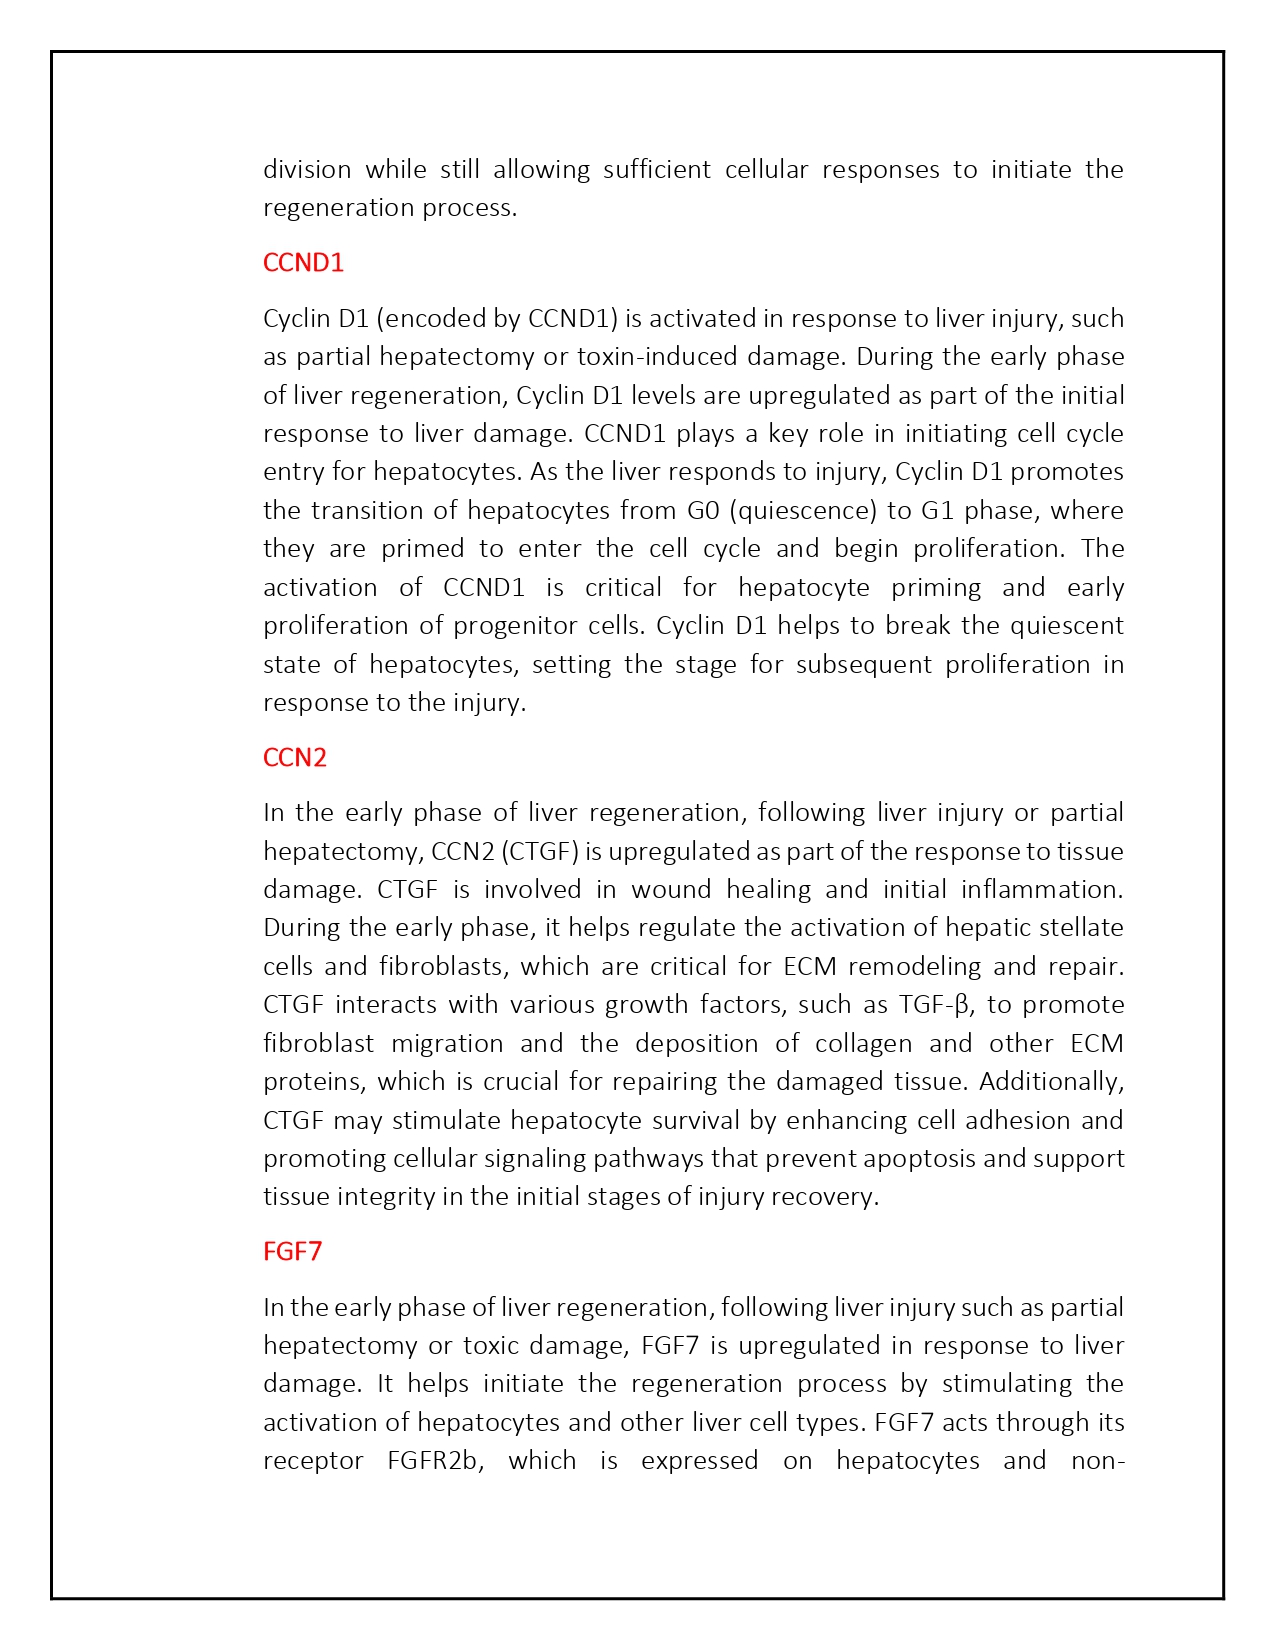 division while still allowing sufficient cellular responses to initiate the
regeneration process.
CCND1
Cyclin D1 (encoded by CCND1) is activated in response to liver injury, such
as partial hepatectomy or toxin-induced damage. During the early phase
of liver regeneration, Cyclin D1 levels are upregulated as part of the initial
response to liver damage. CCND1 plays a key role in initiating cell cycle
entry for hepatocytes. As the liver responds to injury, Cyclin D1 promotes
the transition of hepatocytes from G0 (quiescence) to G1 phase, where
they are primed to enter the cell cycle and begin proliferation. The
activation of CCND1 is critical for hepatocyte priming and early
proliferation of progenitor cells. Cyclin D1 helps to break the quiescent
state of hepatocytes, setting the stage for subsequent proliferation in
response to the injury.
CCN2
In the early phase of liver regeneration, following liver injury or partial
hepatectomy, CCN2 (CTGF) is upregulated as part of the response to tissue
damage. CTGF is involved in wound healing and initial inflammation.
During the early phase, it helps regulate the activation of hepatic stellate
cells and fibroblasts, which are critical for ECM remodeling and repair.
CTGF interacts with various growth factors, such as TGF-β, to promote
fibroblast migration and the deposition of collagen and other ECM
proteins, which is crucial for repairing the damaged tissue. Additionally,
CTGF may stimulate hepatocyte survival by enhancing cell adhesion and
promoting cellular signaling pathways that prevent apoptosis and support
tissue integrity in the initial stages of injury recovery.
FGF7
In the early phase of liver regeneration, following liver injury such as partial
hepatectomy or toxic damage, FGF7 is upregulated in response to liver
damage. It helps initiate the regeneration process by stimulating the
activation of hepatocytes and other liver cell types. FGF7 acts through its
receptor FGFR2b, which is expressed on hepatocytes and non-